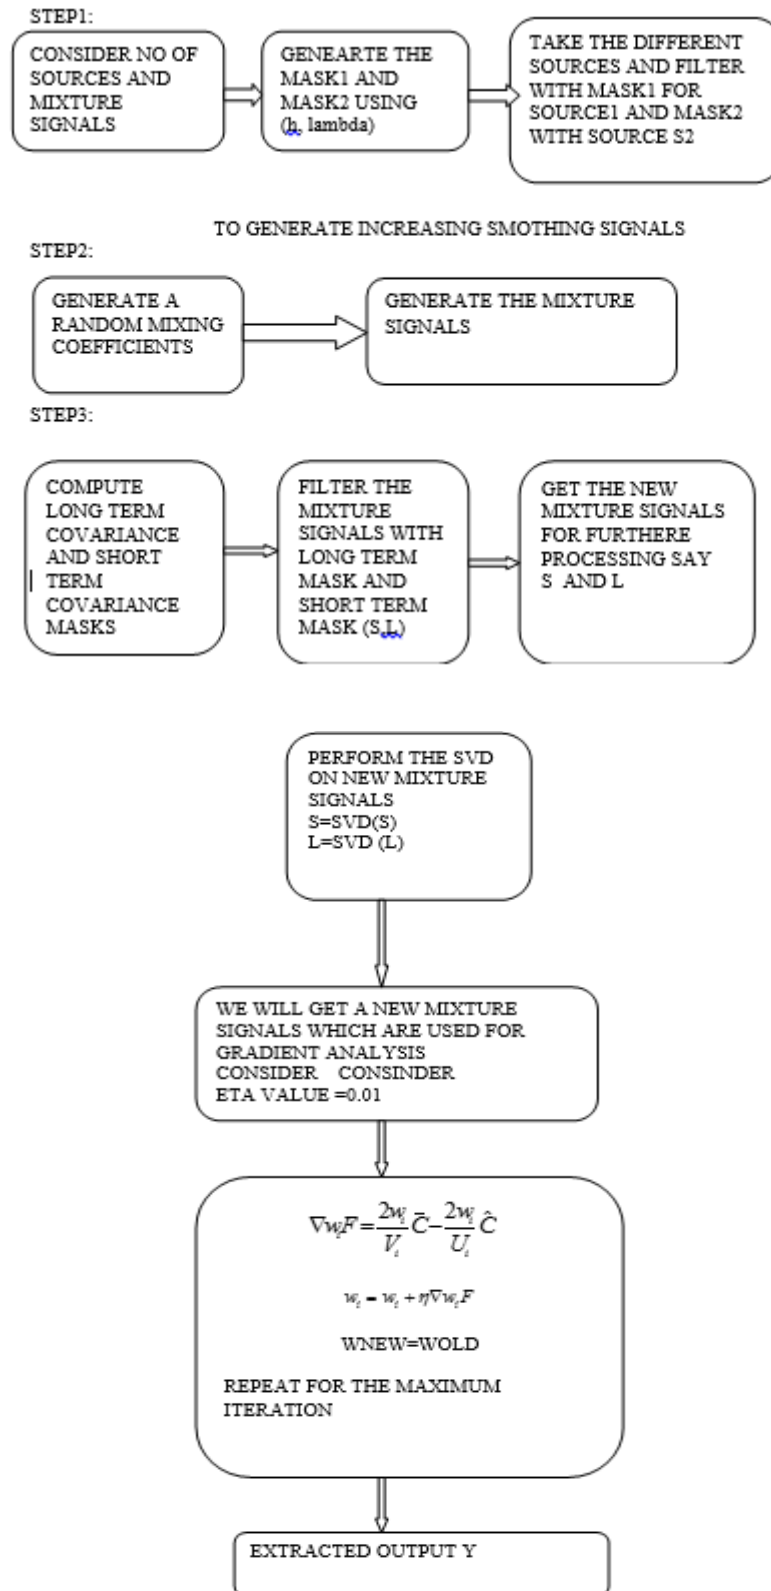 STEP1:
CONSIDER NO OF
SOURCES AND
MIXTURE
SIGNALS
GENEARTE THE
MASK1 AND
MASK2 USING
(h, lambda)
TAKE THE DIFFERENT
SOURCES AND FILTER
WITH MASK1 FOR
SOURCE1 AND MASK2
WITH SOURCE S2
TO GENERATE INCREASING SMOTHING SIGNALS
STEP2:
GENERATE A
RANDOM MIXING
COEFFICIENTS
GENERATE THE MIXTURE
SIGNALS
STEP3:
COMPUTE
LONG TERM
COVARIANCE
AND SHORT
TERM
COVARIANCE
MASKS
FILTER THE
MIXTURE
SIGNALS WITH
LONG TERM
MASK AND
SHORT TERM
MASK (S,L)
GET THE NEW
MIXTURE SIGNALS
FOR FURTHERE
PROCESSING SAY
S AND L
PERFORM THE SVD
ON NEW MIXTURE
SIGNALS
S=SVD(S)
L=SVD (L)
WE WILL GET A NEW MIXTURE
SIGNALS WHICH ARE USED FOR
GRADIENT ANALYSIS
CONSIDER CONSINDER
ETA VALUE =0.01
∇w_iF = 2w_i/V_i C̄ − 2w_i/U_i Ĉ
w_i = w_i + η∇w_iF
WNEW=WOLD
REPEAT FOR THE MAXIMUM
ITERATION
EXTRACTED OUTPUT Y